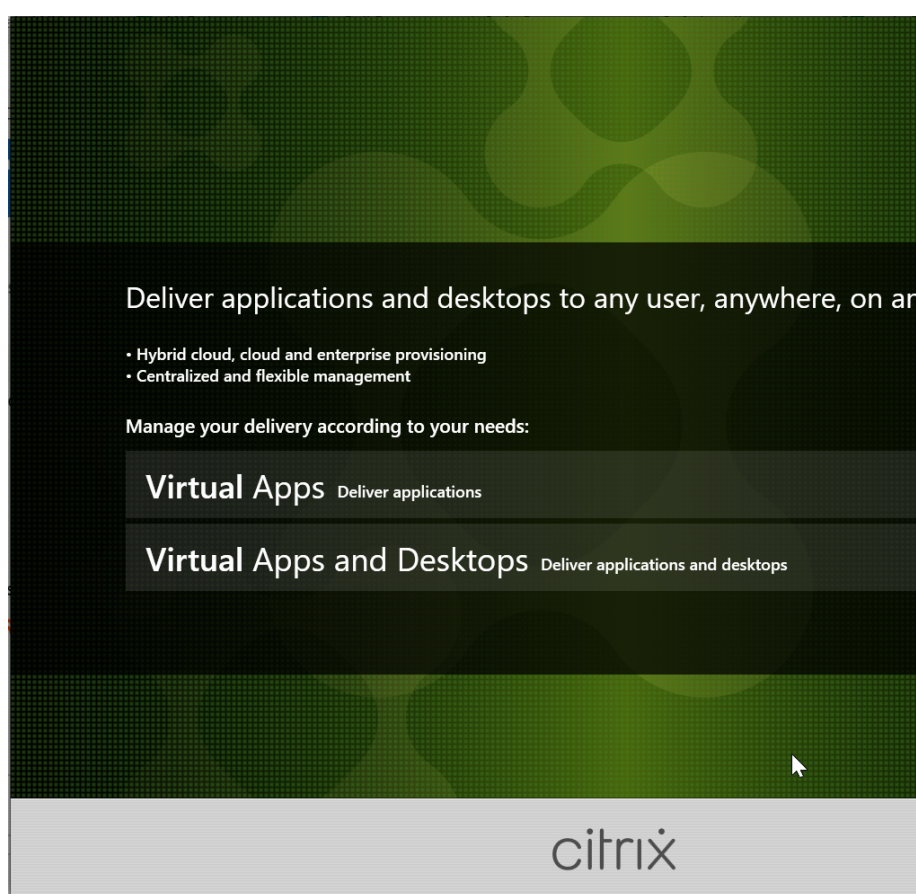 Deliver applications and desktops to any user, anywhere, on
• Hybrid cloud, cloud and enterprise provisioning
• Centralized and flexible management
Manage your delivery according to your needs:
Virtual Apps Deliver applications
Virtual Apps and Desktops Deliver applications and desktops
citrix